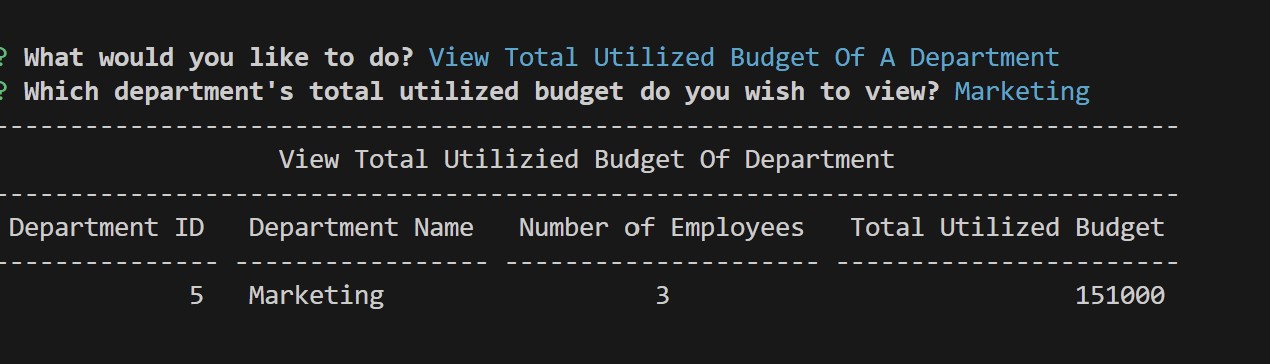 ? What would you like to do? View Total Utilized Budget Of A Department
? Which department's total utilized budget do you wish to view? Marketing
View Total Utilizied Budget Of Department
Department ID Department Name Number of Employees Total Utilized Budget
5 Marketing 3 151000